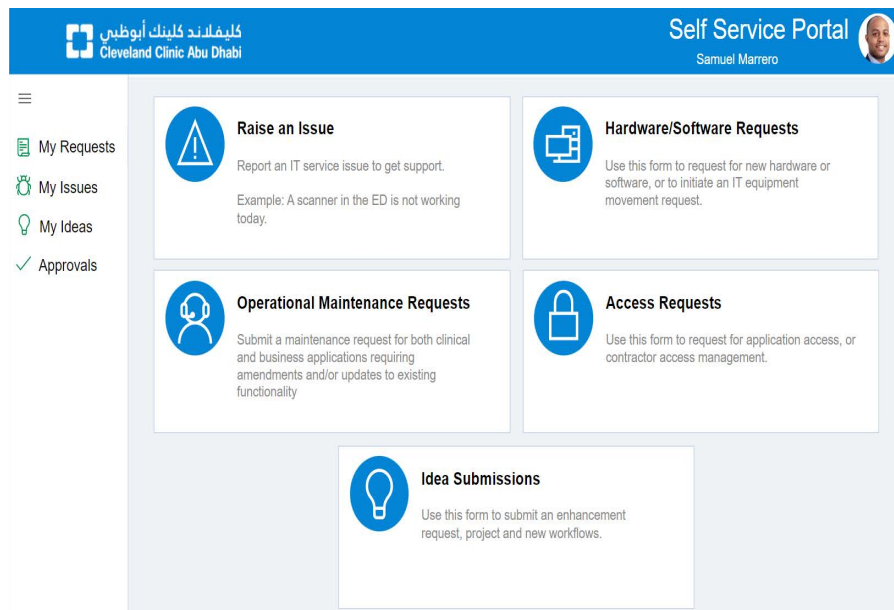 كليفلاند كلينك أبوظبي
Cleveland Clinic Abu Dhabi
Self Service Portal
Samuel Marrero
My Requests
My Issues
My Ideas
Approvals
Raise an Issue
Report an IT service issue to get support.
Example: A scanner in the ED is not working
today.
Hardware/Software Requests
Use this form to request for new hardware or
software, or to initiate an IT equipment
movement request.
Operational Maintenance Requests
Submit a maintenance request for both clinical
and business applications requiring
amendments and/or updates to existing
functionality
Access Requests
Use this form to request for application access, or
contractor access management.
Idea Submissions
Use this form to submit an enhancement
request, project and new workflows.